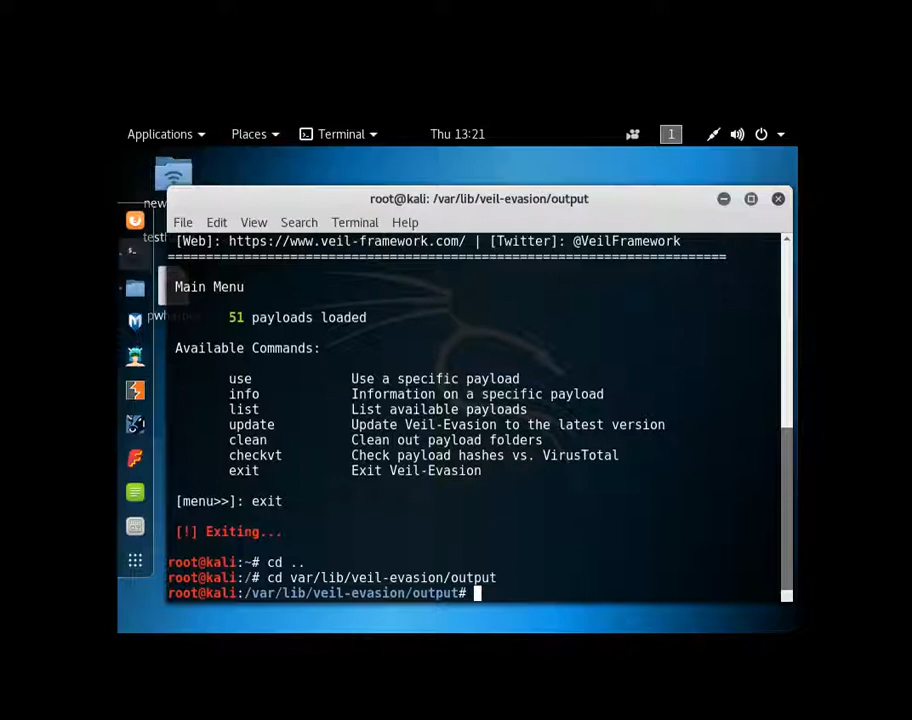 Applications Places Terminal Thu 13:21 1
root@kali: /var/lib/veil-evasion/output
new
File Edit View Search Terminal Help
[Web]: https://www.veil-framework.com/ | [Twitter]: @VeilFramework
=========================================================================
Main Menu
51 payloads loaded
Available Commands:
use Use a specific payload
info Information on a specific payload
list List available payloads
update Update Veil-Evasion to the latest version
clean Clean out payload folders
checkvt Check payload hashes vs. VirusTotal
exit Exit Veil-Evasion
[menu>>]: exit
[!] Exiting...
root@kali:~# cd ..
root@kali:/# cd var/lib/veil-evasion/output
root@kali:/var/lib/veil-evasion/output#